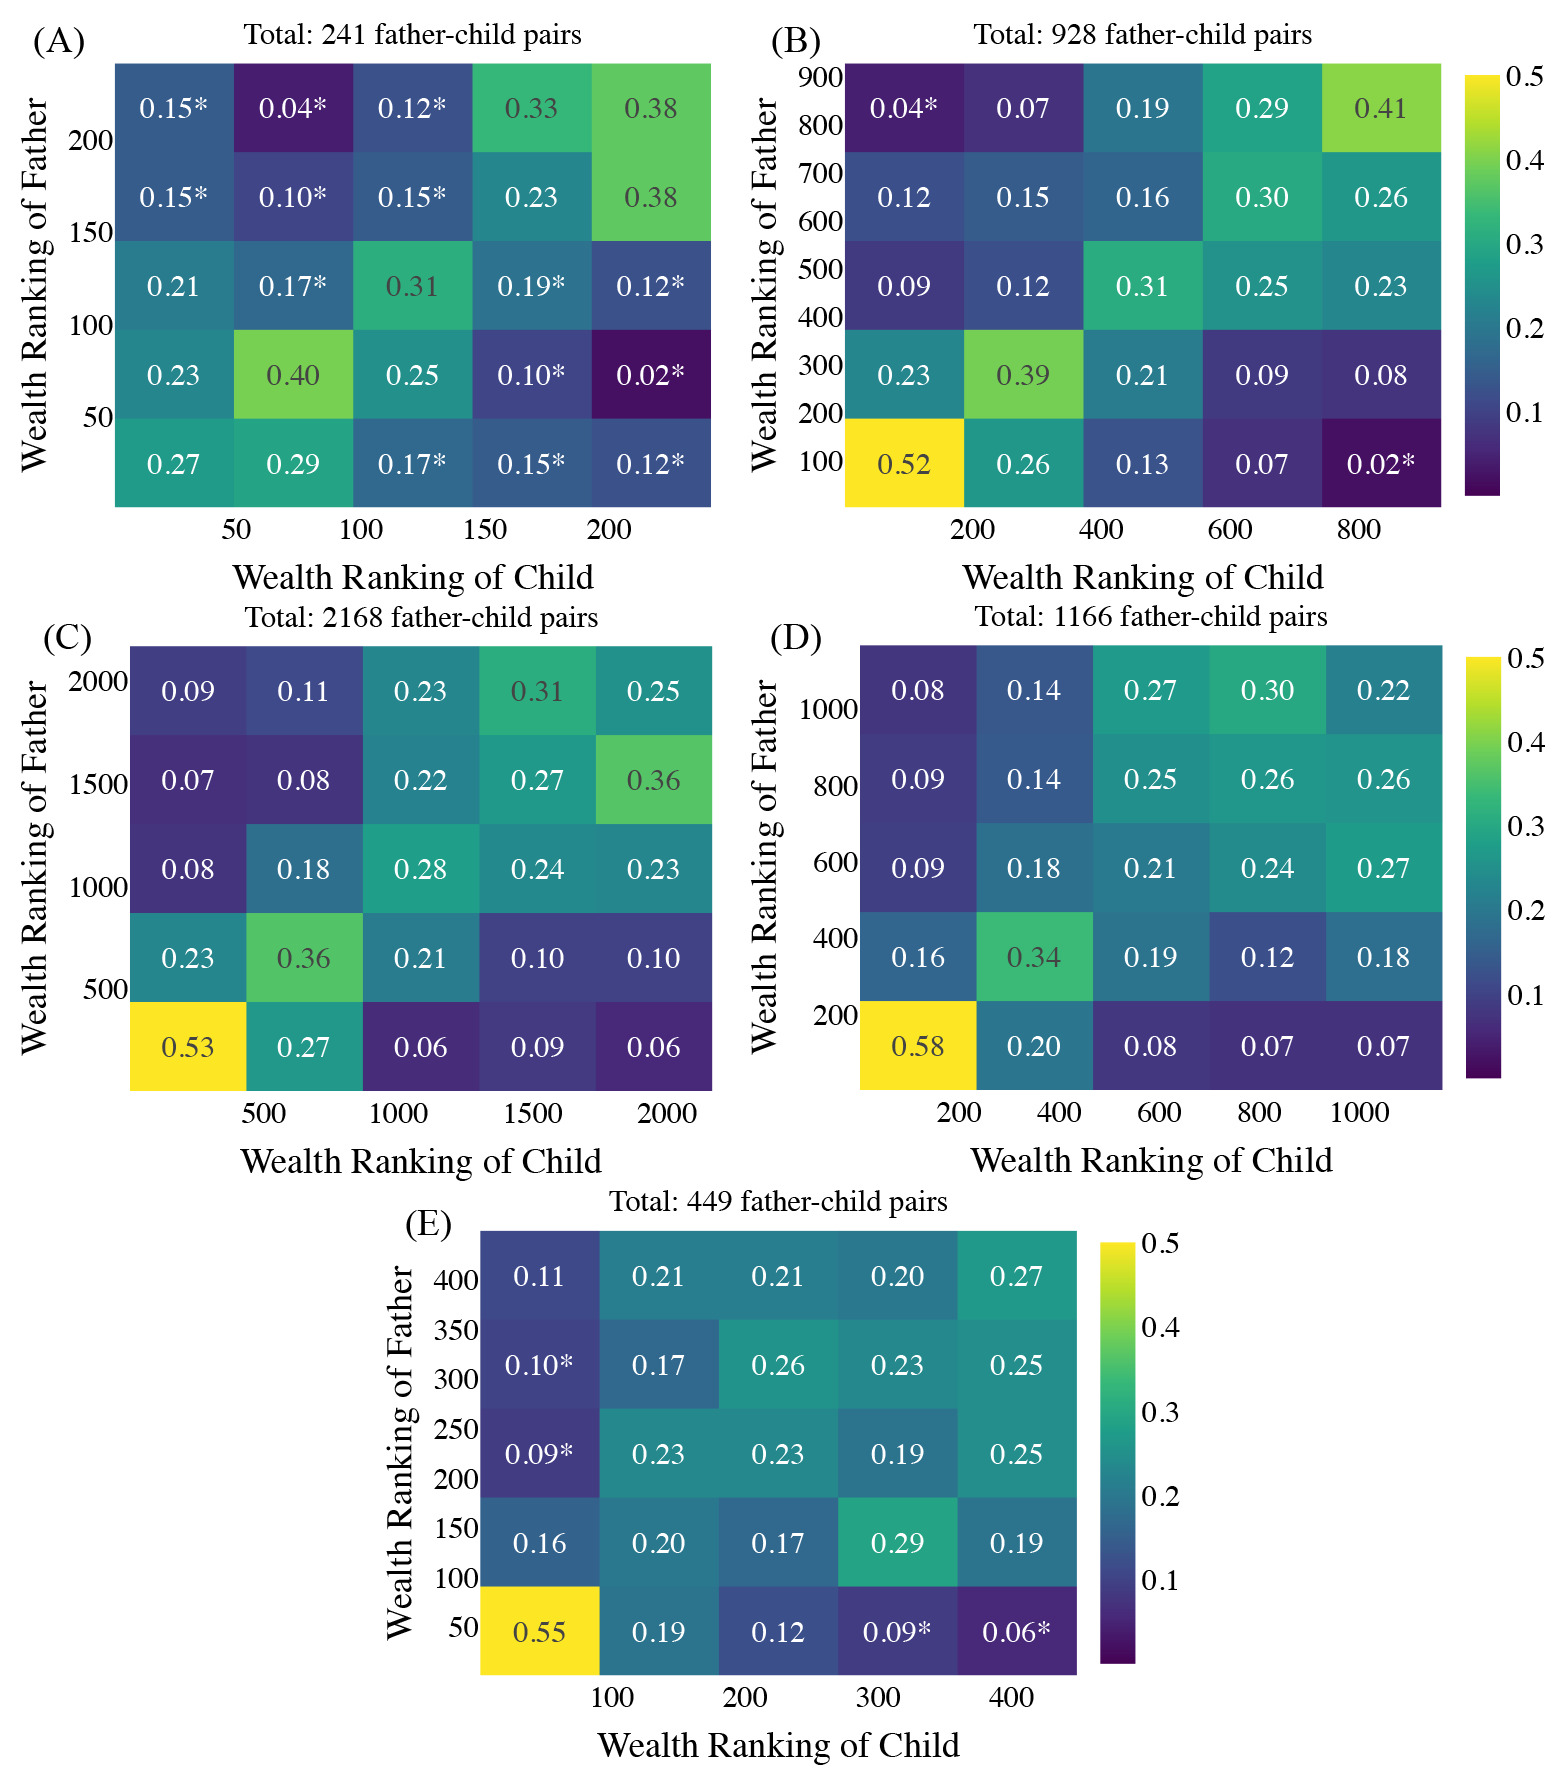 (A)
Total: 241 father-child pairs
Wealth Ranking of Father
200
150
100
50
0.15* 0.04* 0.12* 0.33 0.38
0.15* 0.10* 0.15* 0.23 0.38
0.21 0.17* 0.31 0.19* 0.12*
0.23 0.40 0.25 0.10* 0.02*
0.27 0.29 0.17* 0.15* 0.12*
50 100 150 200
Wealth Ranking of Child
(B)
Total: 928 father-child pairs
Wealth Ranking of Father
900
800
700
600
500
400
300
200
100
0.04* 0.07 0.19 0.29 0.41
0.12 0.15 0.16 0.30 0.26
0.09 0.12 0.31 0.25 0.23
0.23 0.39 0.21 0.09 0.08
0.52 0.26 0.13 0.07 0.02*
200 400 600 800
Wealth Ranking of Child
0.5
0.4
0.3
0.2
0.1
(C)
Total: 2168 father-child pairs
Wealth Ranking of Father
2000
1500
1000
500
0.09 0.11 0.23 0.31 0.25
0.07 0.08 0.22 0.27 0.36
0.08 0.18 0.28 0.24 0.23
0.23 0.36 0.21 0.10 0.10
0.53 0.27 0.06 0.09 0.06
500 1000 1500 2000
Wealth Ranking of Child
(D)
Total: 1166 father-child pairs
Wealth Ranking of Father
1000
800
600
400
200
0.08 0.14 0.27 0.30 0.22
0.09 0.14 0.25 0.26 0.26
0.09 0.18 0.21 0.24 0.27
0.16 0.34 0.19 0.12 0.18
0.58 0.20 0.08 0.07 0.07
200 400 600 800 1000
Wealth Ranking of Child
0.5
0.4
0.3
0.2
0.1
(E)
Total: 449 father-child pairs
Wealth Ranking of Father
400
350
300
250
200
150
100
50
0.11 0.21 0.21 0.20 0.27
0.10* 0.17 0.26 0.23 0.25
0.09* 0.23 0.23 0.19 0.25
0.16 0.20 0.17 0.29 0.19
0.55 0.19 0.12 0.09* 0.06*
100 200 300 400
Wealth Ranking of Child
0.5
0.4
0.3
0.2
0.1